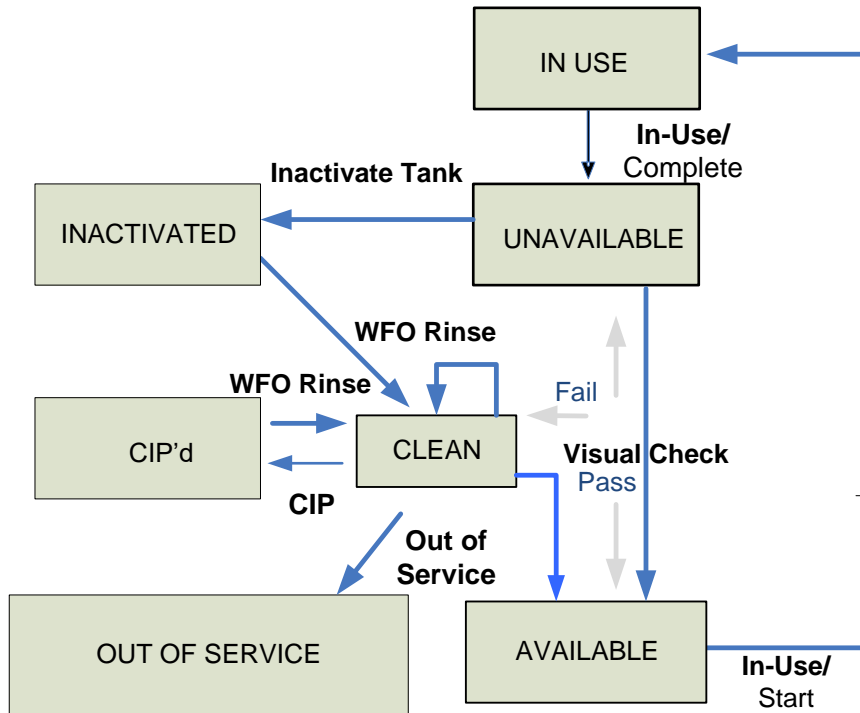 IN USE
In-Use/
Complete
Inactivate Tank
INACTIVATED
UNAVAILABLE
WFO Rinse
WFO Rinse
Fail
CIP'd
CLEAN
Visual Check
Pass
CIP
Out of
Service
OUT OF SERVICE
AVAILABLE
In-Use/
Start